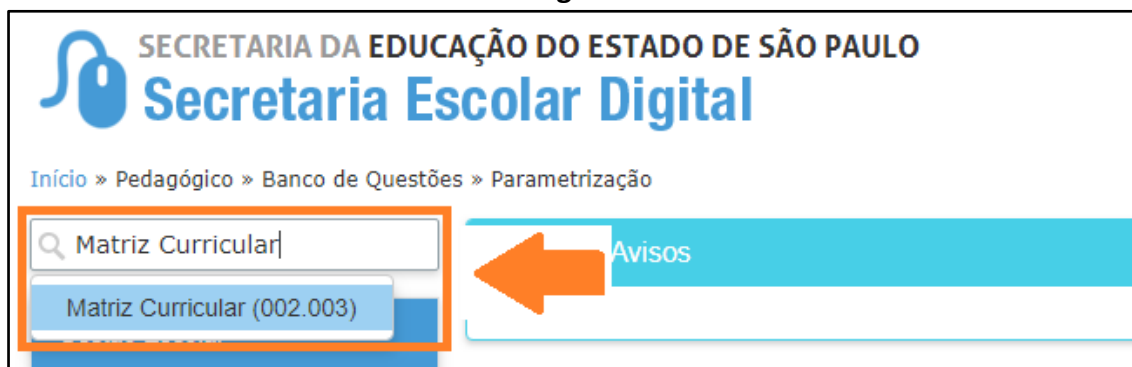 SECRETARIA DA EDUCAÇÃO DO ESTADO DE SÃO PAULO
Secretaria Escolar Digital
Início » Pedagógico » Banco de Questões » Parametrização
Matriz Curricular
Avisos
Matriz Curricular (002.003)